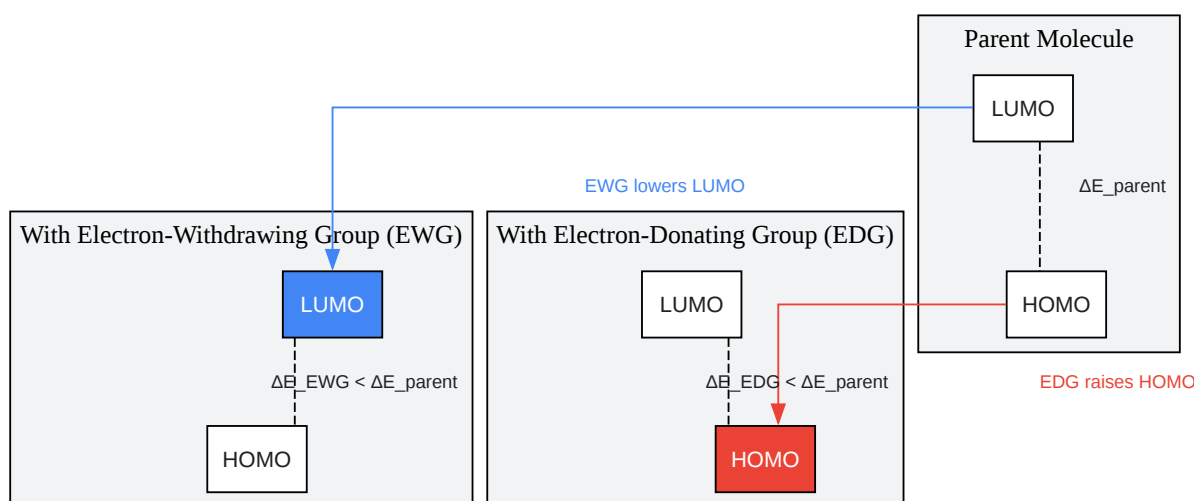 Parent Molecule
LUMO
EWG lowers LUMO
ΔE_parent
With Electron-Withdrawing Group (EWG)
With Electron-Donating Group (EDG)
LUMO
LUMO
HOMO
ΔE_EWG < ΔE_parent
ΔE_EDG < ΔE_parent
EDG raises HOMO
HOMO
HOMO